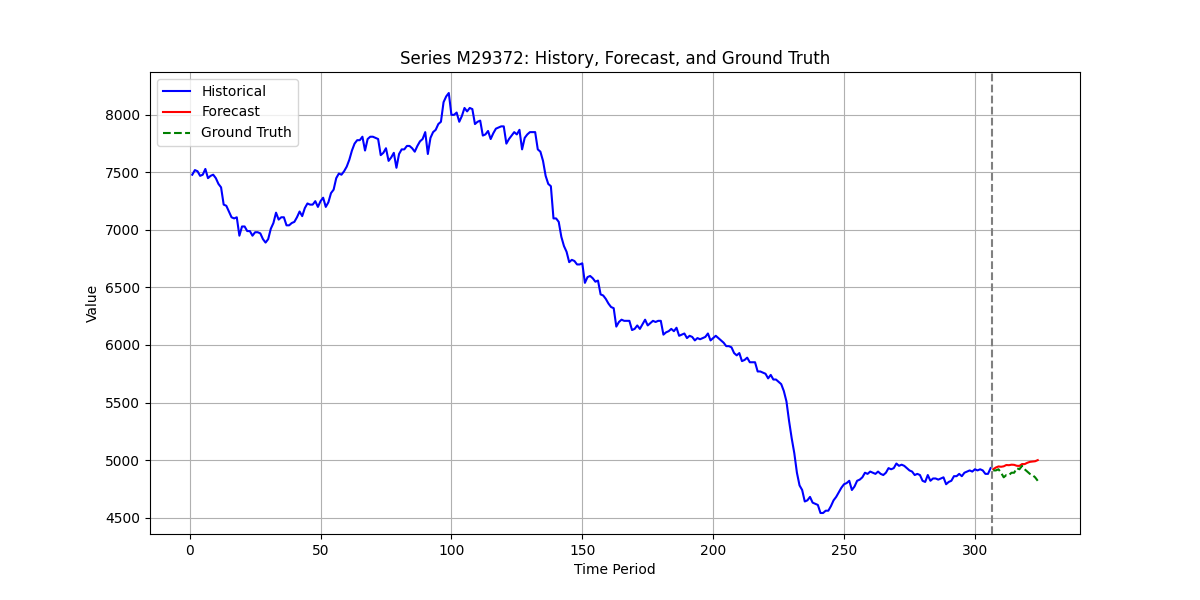 Series M29372: History, Forecast, and Ground Truth
Historical
Forecast
Ground Truth
8000
7500
7000
6500
6000
5500
5000
4500
Value
0 50 100 150 200 250 300
Time Period